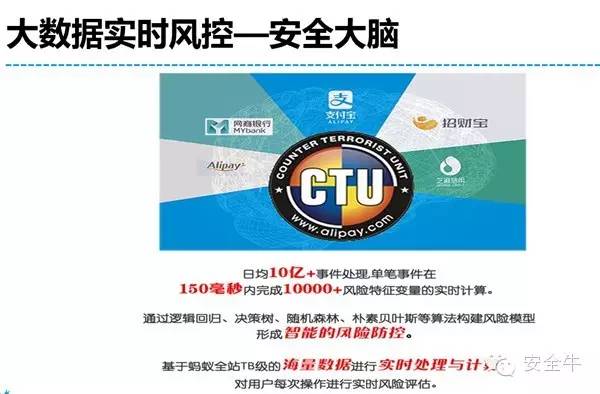 大数据实时风控—安全大脑
支付宝
ALIPAY
网商银行
MYbank
招财宝
Alipay+
芝麻信用
COUNTER TERRORIST UNIT
CTU
www.alipay.com
日均10亿+事件处理,单笔事件在
150毫秒内完成10000+风险特征变量的实时计算。
通过逻辑回归、决策树、随机森林、朴素贝叶斯等算法构建风险模型
形成智能的风险防控。
基于蚂蚁全站TB级的海量数据进行实时处理与计
对用户每次操作进行实时风险评估。
安全牛